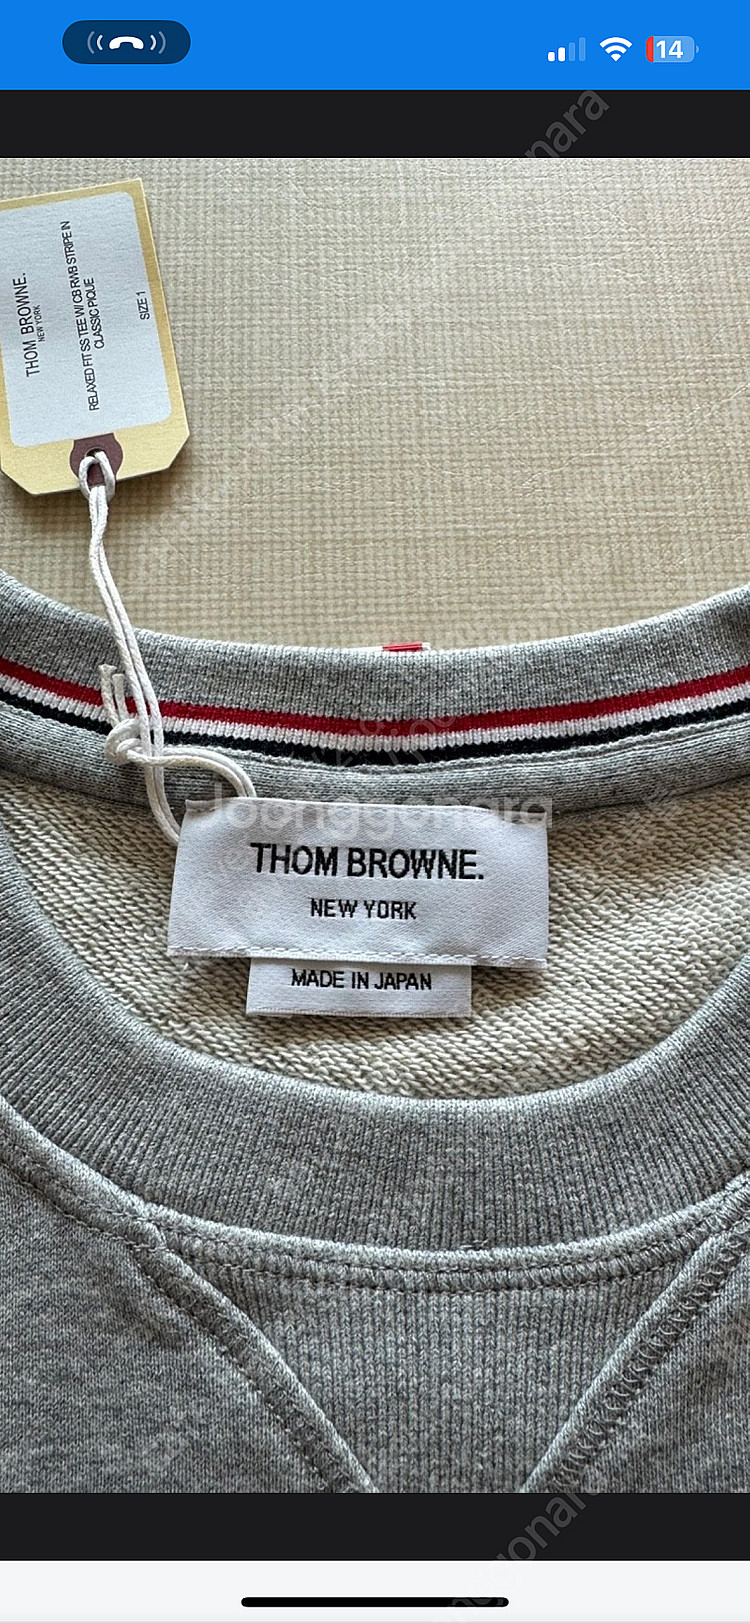 14
THOM BROWNE.
NEW YORK
RELAXED FIT SS TEE W/ CB RWB STRIPE IN
CLASSIC PIQUE
SIZE 1
Joonggonara
THOM BROWNE.
NEW YORK
MADE IN JAPAN